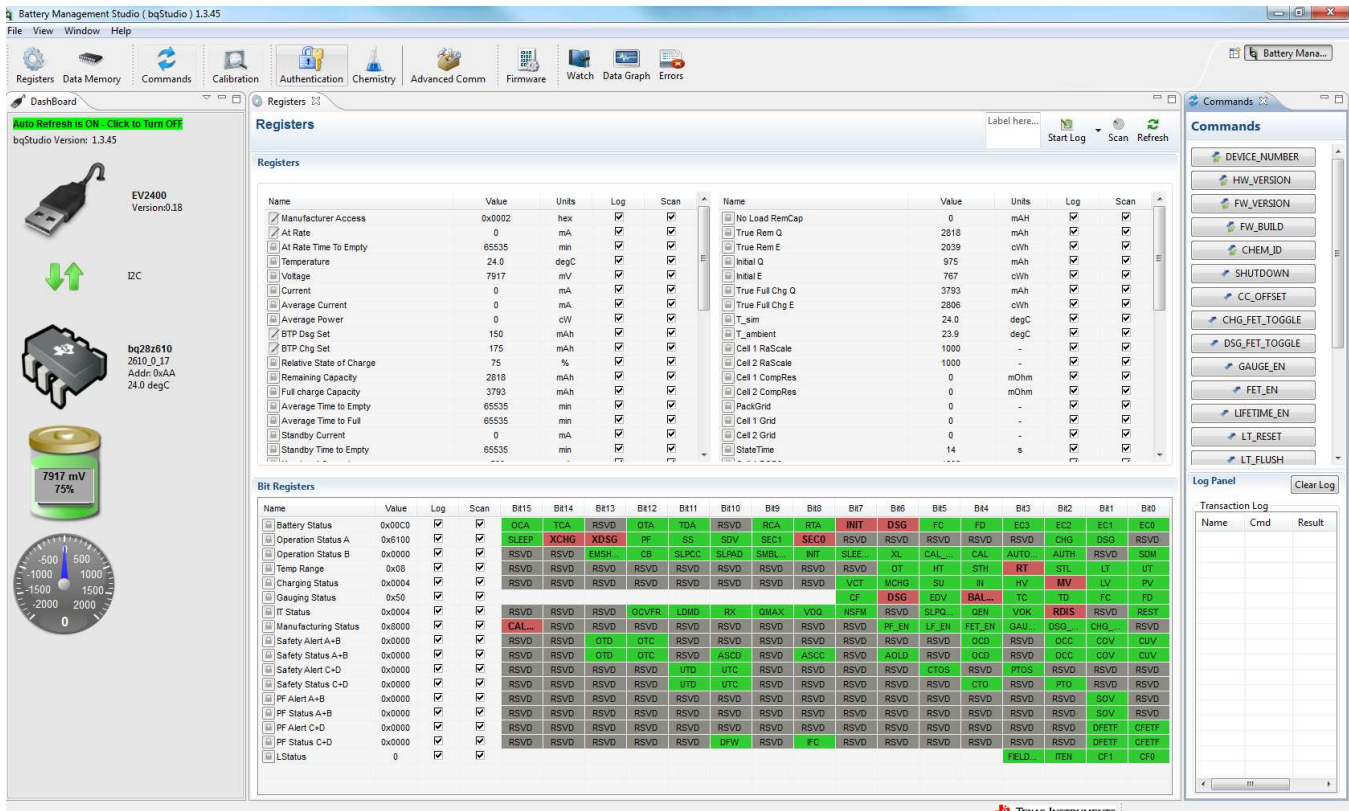 Battery Management Studio ( bqStudio ) 1.3.45
File View Window Help
Registers Data Memory Commands Calibration Authentication Chemistry Advanced Comm Firmware Watch Data Graph Errors
Battery Mana...
DashBoard
Auto Refresh is ON - Click to Turn OFF
bqStudio Version: 1.3.45
EV2400
Version:0.18
I2C
bq28z610
2610_0_17
Addr: 0xAA
24.0 degC
7917 mV
75%
-500 500
-1000 1000
-1500 1500
-2000 2000
0
Registers
Registers
Label here...
Start Log Scan Refresh
Registers
Name Value Units Log Scan
Manufacturer Access 0x0002 hex
At Rate 0 mA
At Rate Time To Empty 65535 min
Temperature 24.0 degC
Voltage 7917 mV
Current 0 mA
Average Current 0 mA
Average Power 0 cW
BTP Dsg Set 150 mAh
BTP Chg Set 175 mAh
Relative State of Charge 75 %
Remaining Capacity 2818 mAh
Full charge Capacity 3793 mAh
Average Time to Empty 65535 min
Average Time to Full 65535 min
Standby Current 0 mA
Standby Time to Empty 65535 min
Name Value Units Log Scan
No Load RemCap 0 mAH
True Rem Q 2818 mAh
True Rem E 2039 cWh
Initial Q 975 mAh
Initial E 767 cWh
True Full Chg Q 3793 mAh
True Full Chg E 2806 cWh
T_sim 24.0 degC
T_ambient 23.9 degC
Cell 1 RaScale 1000 -
Cell 2 RaScale 1000 -
Cell 1 CompRes 0 mOhm
Cell 2 CompRes 0 mOhm
PackGrid 0 -
Cell 1 Grid 0 -
Cell 2 Grid 0 -
StateTime 14 s
Bit Registers
Name Value Log Scan Bit15 Bit14 Bit13 Bit12 Bit11 Bit10 Bit9 Bit8 Bit7 Bit6 Bit5 Bit4 Bit3 Bit2 Bit1 Bit0
Battery Status 0x00C0 OCA TCA RSVD OTA TDA RSVD RCA RTA INIT DSG FC FD EC3 EC2 EC1 EC0
Operation Status A 0x6100 SLEEP XCHG XDSG PF SS SDV SEC1 SEC0 RSVD RSVD RSVD RSVD RSVD CHG DSG RSVD
Operation Status B 0x0000 RSVD RSVD EMSH... CB SLPCC SLPAD SMBL... INIT SLEE... XL CAL_... CAL AUTO... AUTH RSVD SDM
Temp Range 0x08 RSVD RSVD RSVD RSVD RSVD RSVD RSVD RSVD RSVD OT HT STH RT STL LT UT
Charging Status 0x0004 RSVD RSVD RSVD RSVD RSVD RSVD RSVD RSVD VCT MCHG SU IN HV MV LV PV
Gauging Status 0x50 CF DSG EDV BAL... TC TD FC FD
IT Status 0x0004 RSVD RSVD RSVD OCVFR LDMD RX QMAX VDQ NSFM RSVD SLPQ... QEN VOK RDIS RSVD REST
Manufacturing Status 0x8000 CAL... RSVD RSVD RSVD RSVD RSVD RSVD RSVD RSVD PF_EN LF_EN FET_EN GAU... DSG_... CHG_... RSVD
Safety Alert A+B 0x0000 RSVD RSVD OTD OTC RSVD RSVD RSVD RSVD RSVD RSVD RSVD OCD RSVD OCC COV CUV
Safety Status A+B 0x0000 RSVD RSVD OTD OTC RSVD ASCD RSVD ASCC RSVD AOLD RSVD OCD RSVD OCC COV CUV
Safety Alert C+D 0x0000 RSVD RSVD RSVD RSVD UTD UTC RSVD RSVD RSVD RSVD CTOS RSVD PTOS RSVD RSVD RSVD
Safety Status C+D 0x0000 RSVD RSVD RSVD RSVD UTD UTC RSVD RSVD RSVD RSVD RSVD CTO RSVD PTO RSVD RSVD
PF Alert A+B 0x0000 RSVD RSVD RSVD RSVD RSVD RSVD RSVD RSVD RSVD RSVD RSVD RSVD RSVD RSVD SOV RSVD
PF Status A+B 0x0000 RSVD RSVD RSVD RSVD RSVD RSVD RSVD RSVD RSVD RSVD RSVD RSVD RSVD RSVD SOV RSVD
PF Alert C+D 0x0000 RSVD RSVD RSVD RSVD RSVD RSVD RSVD RSVD RSVD RSVD RSVD RSVD RSVD RSVD DFETF CFETF
PF Status C+D 0x0000 RSVD RSVD RSVD RSVD RSVD DFW RSVD IFC RSVD RSVD RSVD RSVD RSVD RSVD DFETF CFETF
LStatus 0 FIELD... ITEN CF1 CF0
Commands
Commands
DEVICE_NUMBER
HW_VERSION
FW_VERSION
FW_BUILD
CHEM_ID
SHUTDOWN
CC_OFFSET
CHG_FET_TOGGLE
DSG_FET_TOGGLE
GAUGE_EN
FET_EN
LIFETIME_EN
LT_RESET
LT_FLUSH
Log Panel
Clear Log
Transaction Log
Name Cmd Result
TEXAS INSTRUMENTS